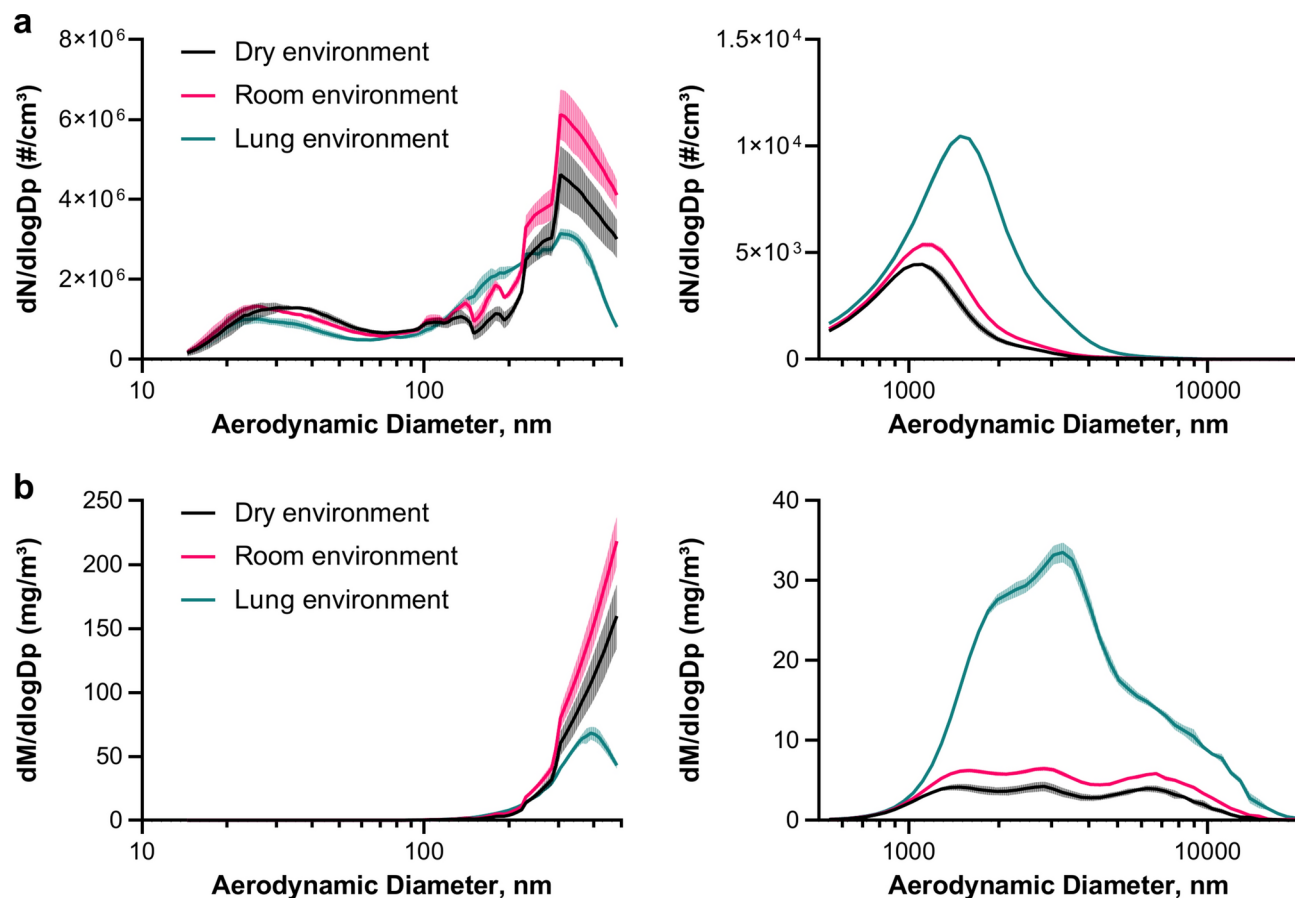 a
dN/dlogDp (#/cm³)
8×10⁶
6×10⁶
4×10⁶
2×10⁶
0
Dry environment
Room environment
Lung environment
10
100
Aerodynamic Diameter, nm
dN/dlogDp (#/cm³)
1.5×10⁴
1×10⁴
5×10³
0
1000
10000
Aerodynamic Diameter, nm
b
dM/dlogDp (mg/m³)
250
200
150
100
50
0
Dry environment
Room environment
Lung environment
10
100
Aerodynamic Diameter, nm
dM/dlogDp (mg/m³)
40
30
20
10
0
1000
10000
Aerodynamic Diameter, nm